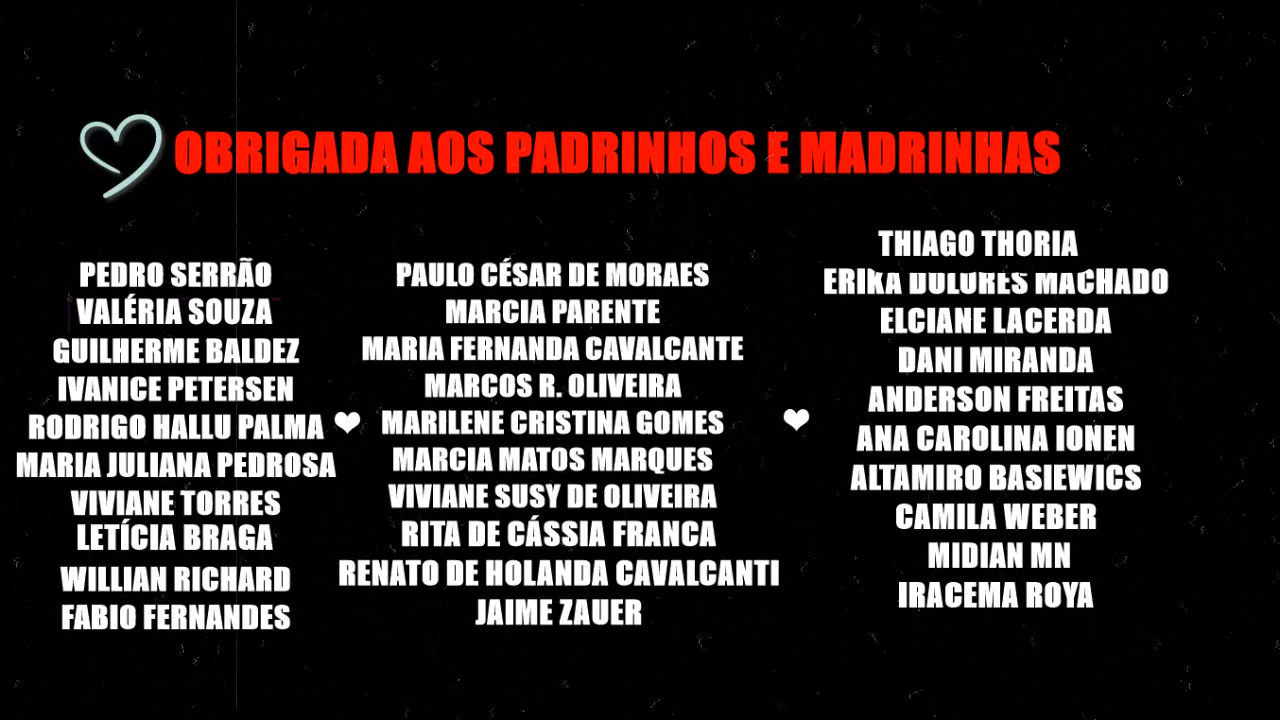 OBRIGADA AOS PADRINHOS E MADRINHAS
PEDRO SERRÃO
VALÉRIA SOUZA
GUILHERME BALDEZ
IVANICE PETERSEN
RODRIGO HALLU PALMA
MARIA JULIANA PEDROSA
VIVIANE TORRES
LETÍCIA BRAGA
WILLIAN RICHARD
FABIO FERNANDES
PAULO CÉSAR DE MORAES
MARCIA PARENTE
MARIA FERNANDA CAVALCANTE
MARCOS R. OLIVEIRA
MARILENE CRISTINA GOMES
MARCIA MATOS MARQUES
VIVIANE SUSY DE OLIVEIRA
RITA DE CÁSSIA FRANCA
RENATO DE HOLANDA CAVALCANTI
JAIME ZAUER
THIAGO THORIA
ERIKA DOLORES MACHADO
ELCIANE LACERDA
DANI MIRANDA
ANDERSON FREITAS
ANA CAROLINA IONEN
ALTAMIRO BASIEWICS
CAMILA WEBER
MIDIAN MN
IRACEMA ROYA